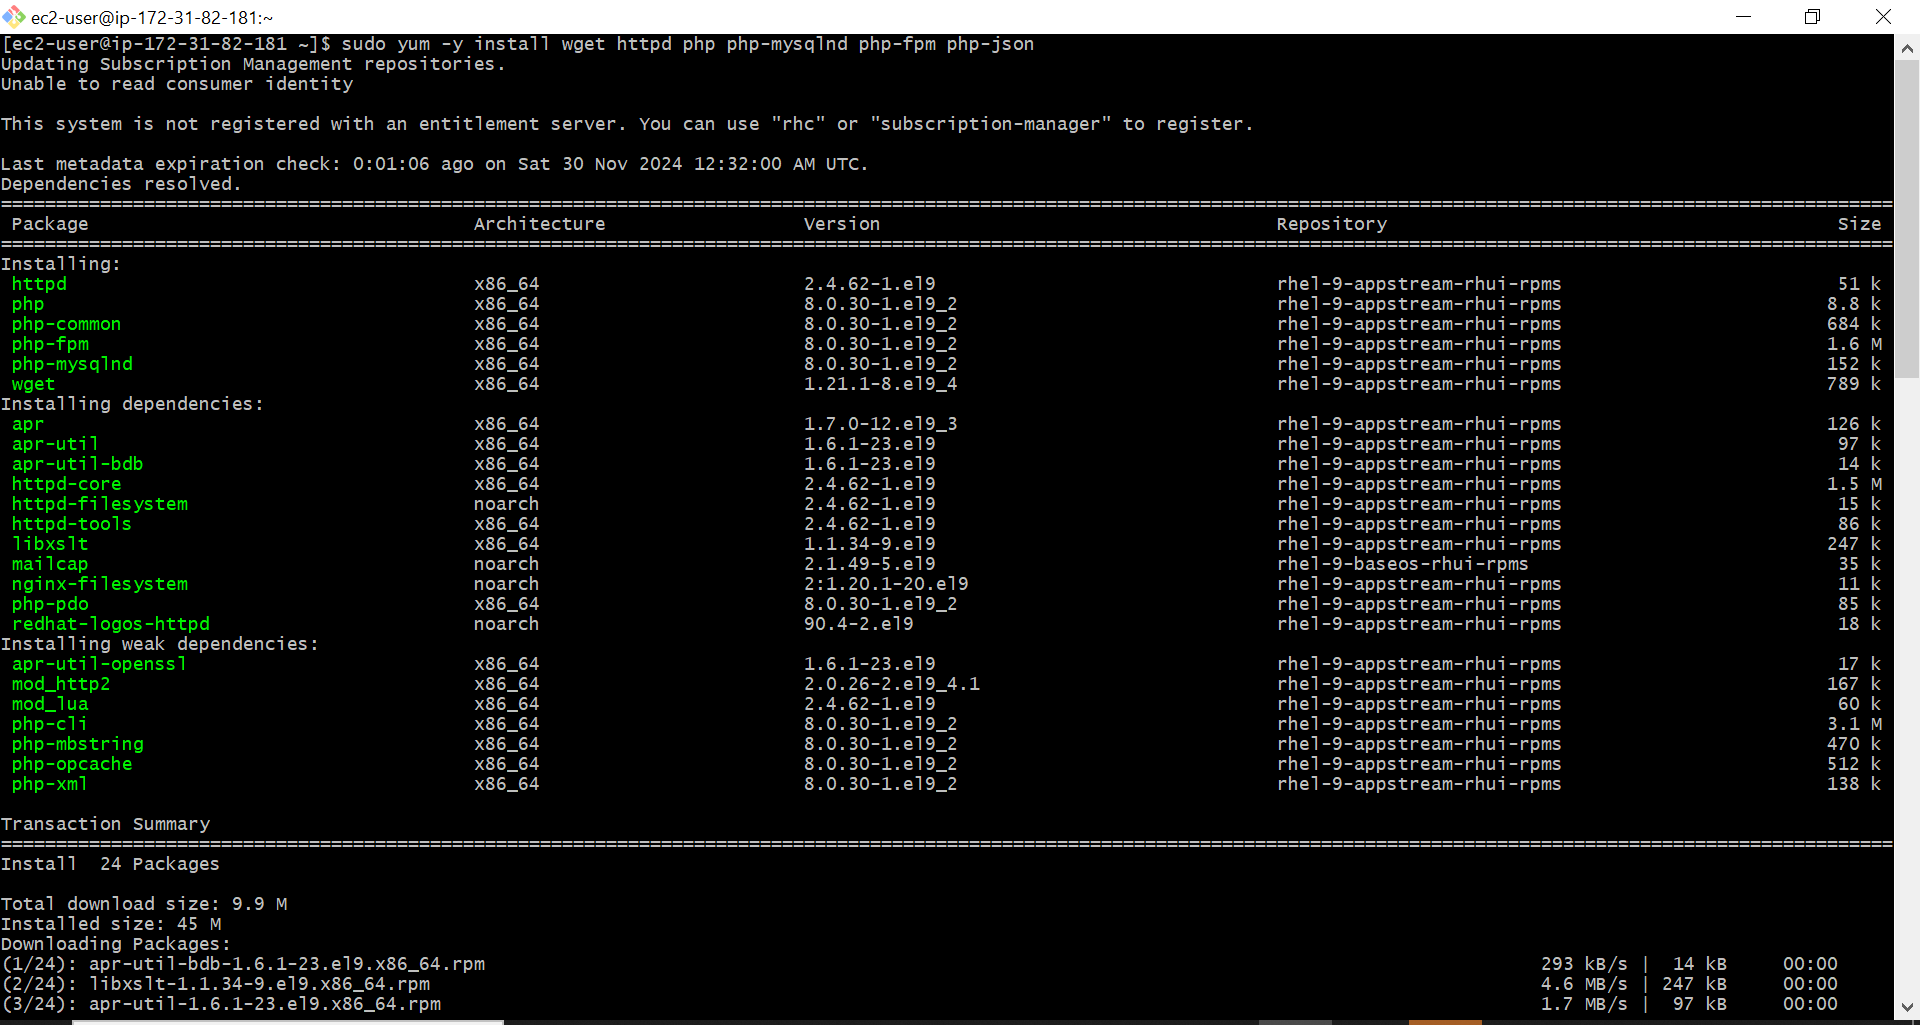 ec2-user@ip-172-31-82-181:~
[ec2-user@ip-172-31-82-181 ~]$ sudo yum -y install wget httpd php php-mysqlnd php-fpm php-json
Updating Subscription Management repositories.
Unable to read consumer identity
This system is not registered with an entitlement server. You can use "rhc" or "subscription-manager" to register.
Last metadata expiration check: 0:01:06 ago on Sat 30 Nov 2024 12:32:00 AM UTC.
Dependencies resolved.
================================================================================
Package Architecture Version Repository Size
================================================================================
Installing:
httpd x86_64 2.4.62-1.el9 rhel-9-appstream-rhui-rpms 51 k
php x86_64 8.0.30-1.el9_2 rhel-9-appstream-rhui-rpms 8.8 k
php-common x86_64 8.0.30-1.el9_2 rhel-9-appstream-rhui-rpms 684 k
php-fpm x86_64 8.0.30-1.el9_2 rhel-9-appstream-rhui-rpms 1.6 M
php-mysqlnd x86_64 8.0.30-1.el9_2 rhel-9-appstream-rhui-rpms 152 k
wget x86_64 1.21.1-8.el9_4 rhel-9-appstream-rhui-rpms 789 k
Installing dependencies:
apr x86_64 1.7.0-12.el9_3 rhel-9-appstream-rhui-rpms 126 k
apr-util x86_64 1.6.1-23.el9 rhel-9-appstream-rhui-rpms 97 k
apr-util-bdb x86_64 1.6.1-23.el9 rhel-9-appstream-rhui-rpms 14 k
httpd-core x86_64 2.4.62-1.el9 rhel-9-appstream-rhui-rpms 1.5 M
httpd-filesystem noarch 2.4.62-1.el9 rhel-9-appstream-rhui-rpms 15 k
httpd-tools x86_64 2.4.62-1.el9 rhel-9-appstream-rhui-rpms 86 k
libxslt x86_64 1.1.34-9.el9 rhel-9-appstream-rhui-rpms 247 k
mailcap noarch 2.1.49-5.el9 rhel-9-baseos-rhui-rpms 35 k
nginx-filesystem noarch 2:1.20.1-20.el9 rhel-9-appstream-rhui-rpms 11 k
php-pdo x86_64 8.0.30-1.el9_2 rhel-9-appstream-rhui-rpms 85 k
redhat-logos-httpd noarch 90.4-2.el9 rhel-9-appstream-rhui-rpms 18 k
Installing weak dependencies:
apr-util-openssl x86_64 1.6.1-23.el9 rhel-9-appstream-rhui-rpms 17 k
mod_http2 x86_64 2.0.26-2.el9_4.1 rhel-9-appstream-rhui-rpms 167 k
mod_lua x86_64 2.4.62-1.el9 rhel-9-appstream-rhui-rpms 60 k
php-cli x86_64 8.0.30-1.el9_2 rhel-9-appstream-rhui-rpms 3.1 M
php-mbstring x86_64 8.0.30-1.el9_2 rhel-9-appstream-rhui-rpms 470 k
php-opcache x86_64 8.0.30-1.el9_2 rhel-9-appstream-rhui-rpms 512 k
php-xml x86_64 8.0.30-1.el9_2 rhel-9-appstream-rhui-rpms 138 k
Transaction Summary
================================================================================
Install 24 Packages
Total download size: 9.9 M
Installed size: 45 M
Downloading Packages:
(1/24): apr-util-bdb-1.6.1-23.el9.x86_64.rpm 293 kB/s | 14 kB 00:00
(2/24): libxslt-1.1.34-9.el9.x86_64.rpm 4.6 MB/s | 247 kB 00:00
(3/24): apr-util-1.6.1-23.el9.x86_64.rpm 1.7 MB/s | 97 kB 00:00